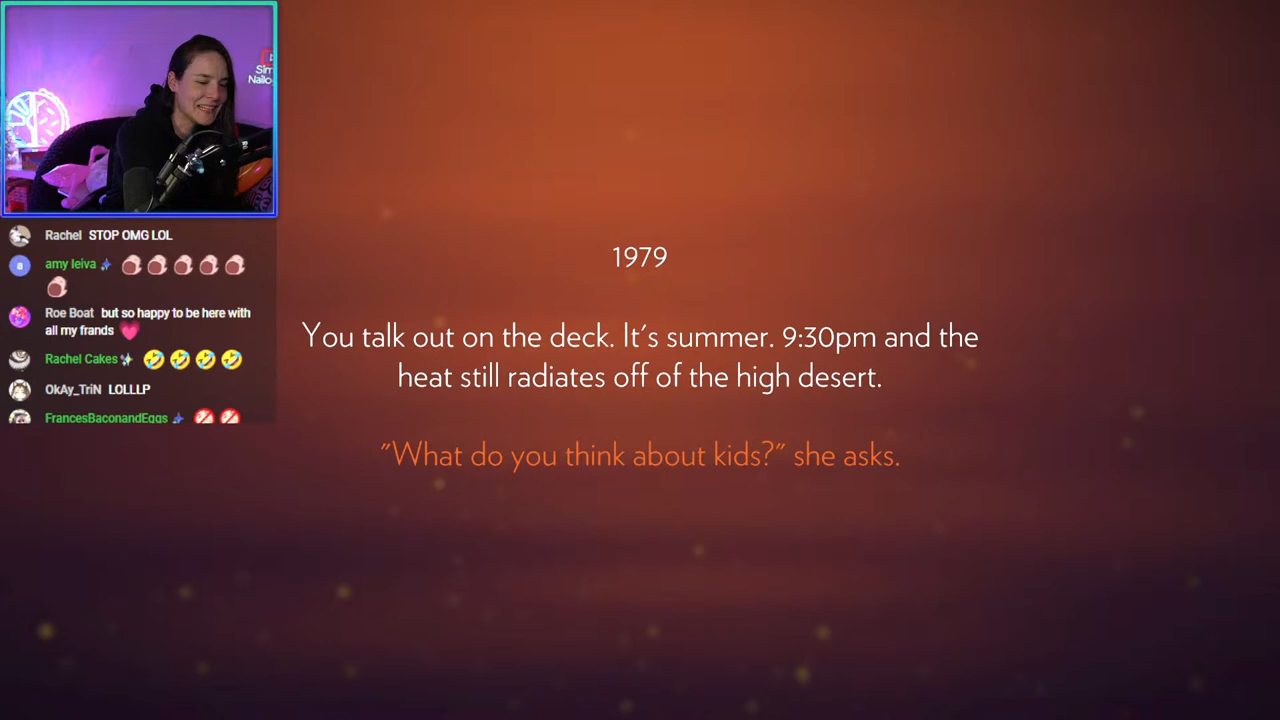 Sim
Nailo
Rachel STOP OMG LOL
amy leiva
Roe Boat but so happy to be here with
all my frands
Rachel Cakes
OkAy_TriN LOLLLP
FrancesBaconandEggs
1979
You talk out on the deck. It's summer. 9:30pm and the
heat still radiates off of the high desert.
"What do you think about kids?" she asks.